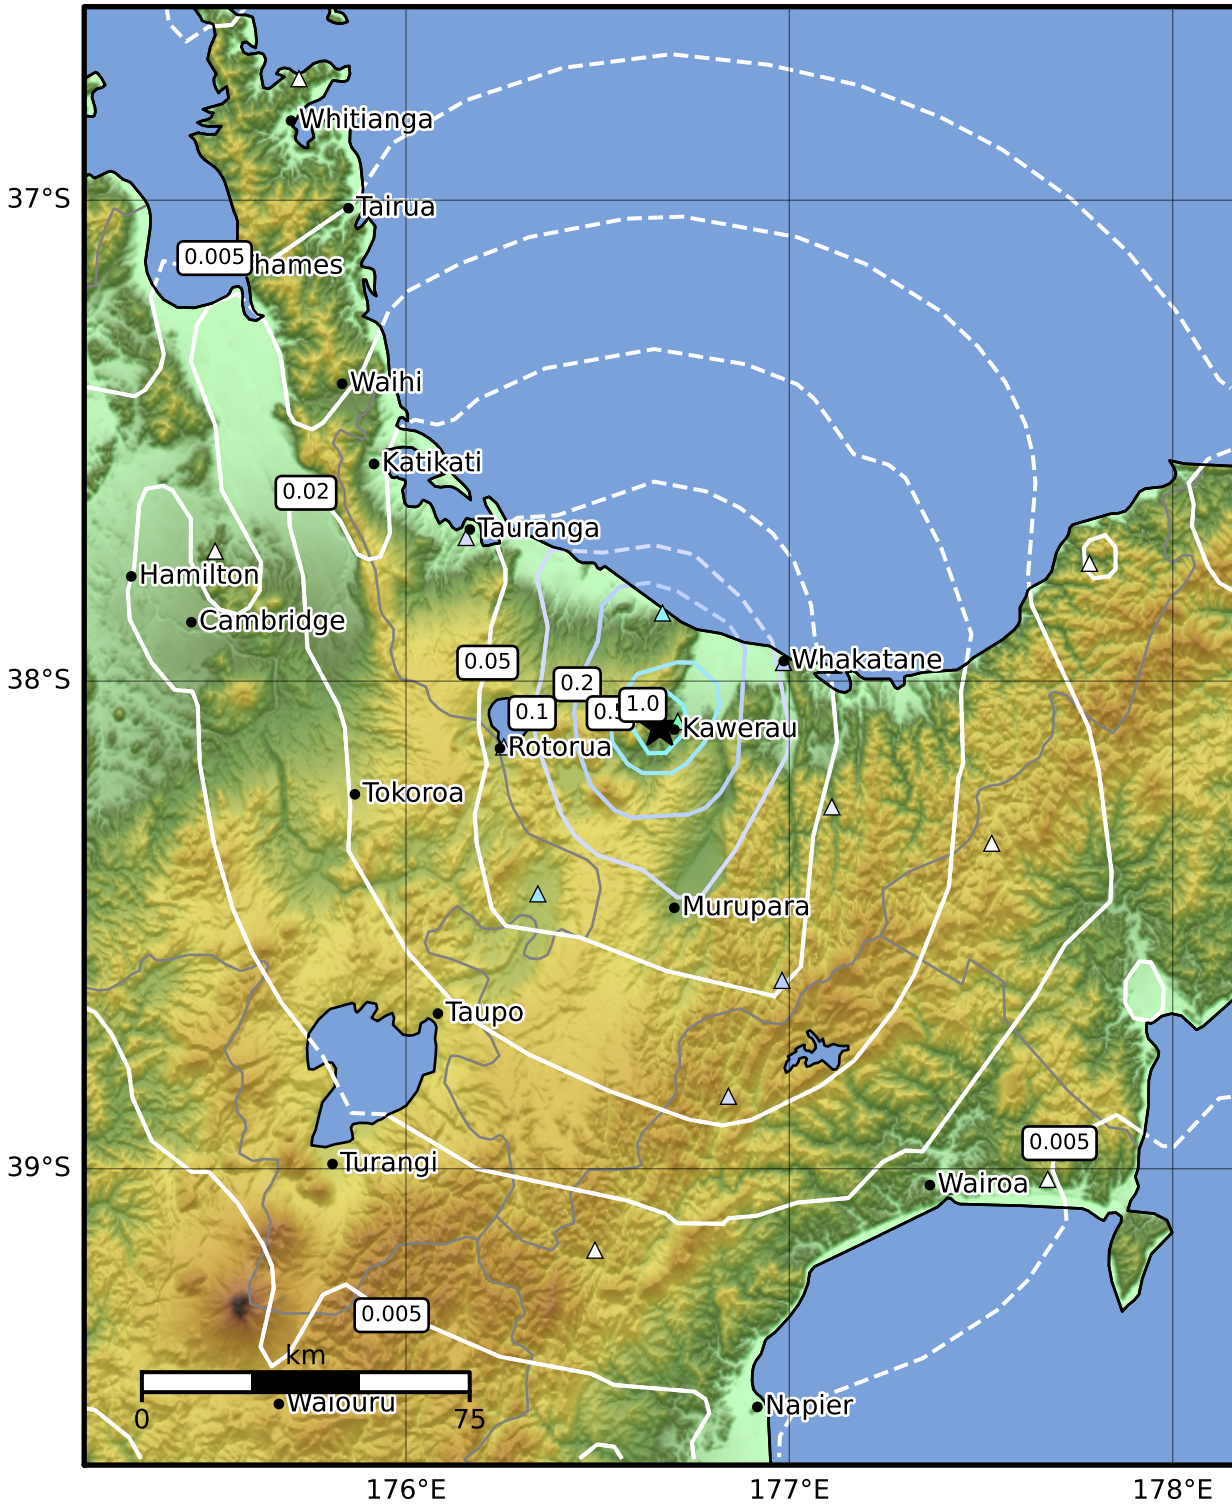 Whitianga
37°S
Tairua
0.005
hames
Waihi
Katikati
0.02
Tauranga
Hamilton
Cambridge
0.05
Whakatane
38°S
0.2
0.1
1.0
Kawerau
Rotorua
Tokoroa
Murupara
Taupo
0.005
39°S
Turangi
Wairoa
0.005
km
Waiouru
Napier
0
75
176°E
177°E
178°E